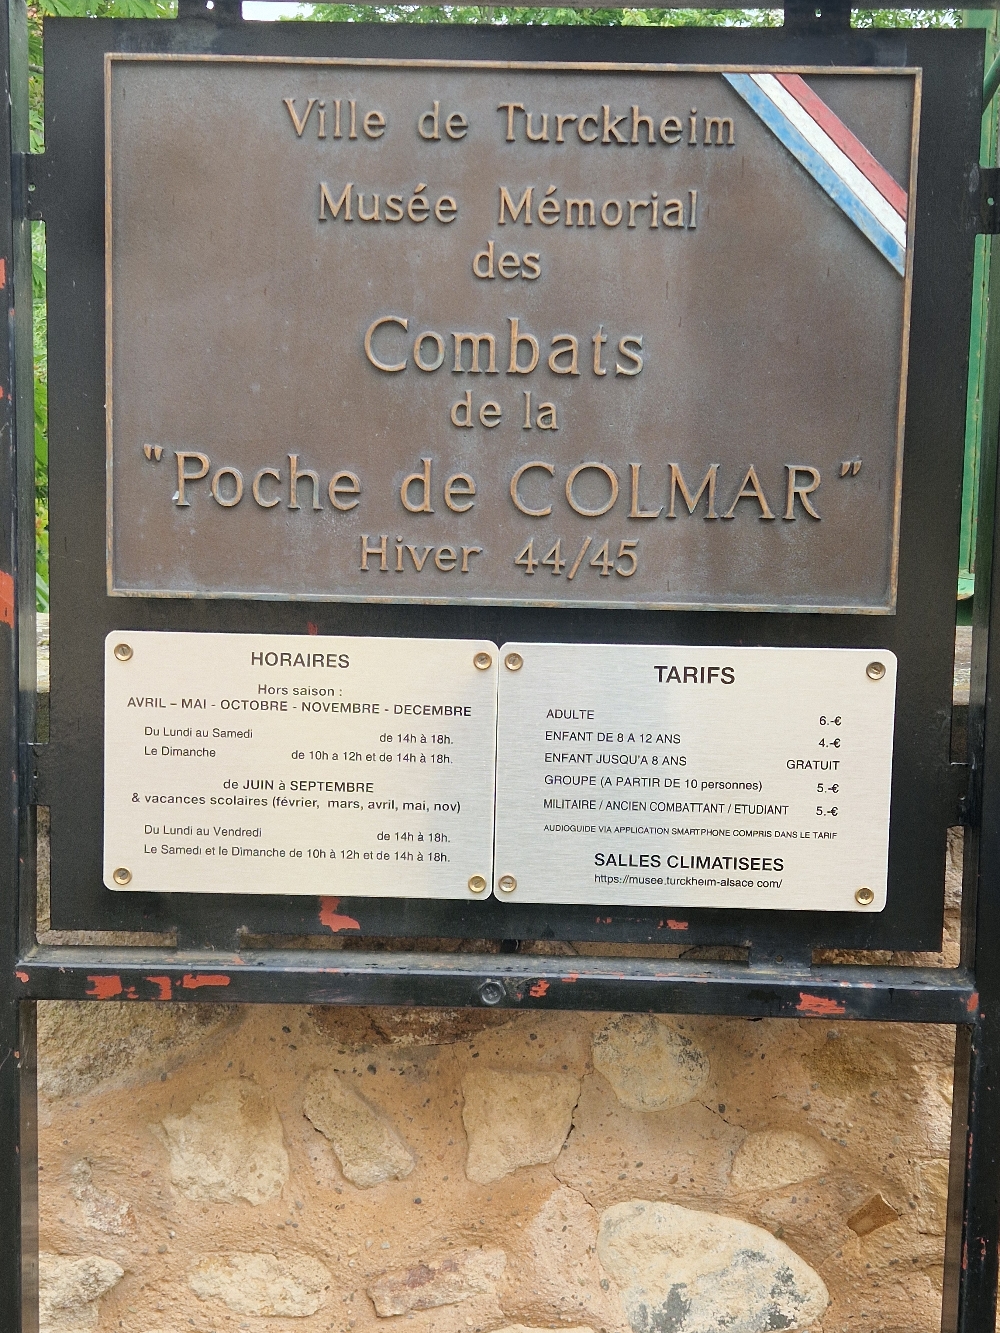 Ville de Turckheim
Musée Mémorial
des
Combats
de la
"Poche de COLMAR"
Hiver 44/45
HORAIRES
Hors saison :
AVRIL – MAI - OCTOBRE - NOVEMBRE - DECEMBRE
Du Lundi au Samedi de 14h à 18h.
Le Dimanche de 10h a 12h et de 14h à 18h.
de JUIN à SEPTEMBRE
& vacances scolaires (février, mars, avril, mai, nov)
Du Lundi au Vendredi de 14h à 18h.
Le Samedi et le Dimanche de 10h à 12h et de 14h à 18h.
TARIFS
ADULTE 6.-€
ENFANT DE 8 A 12 ANS 4.-€
ENFANT JUSQU'A 8 ANS GRATUIT
GROUPE (A PARTIR DE 10 personnes) 5.-€
MILITAIRE / ANCIEN COMBATTANT / ETUDIANT 5.-€
AUDIOGUIDE VIA APPLICATION SMARTPHONE COMPRIS DANS LE TARIF
SALLES CLIMATISEES
https://musee.turckheim-alsace com/